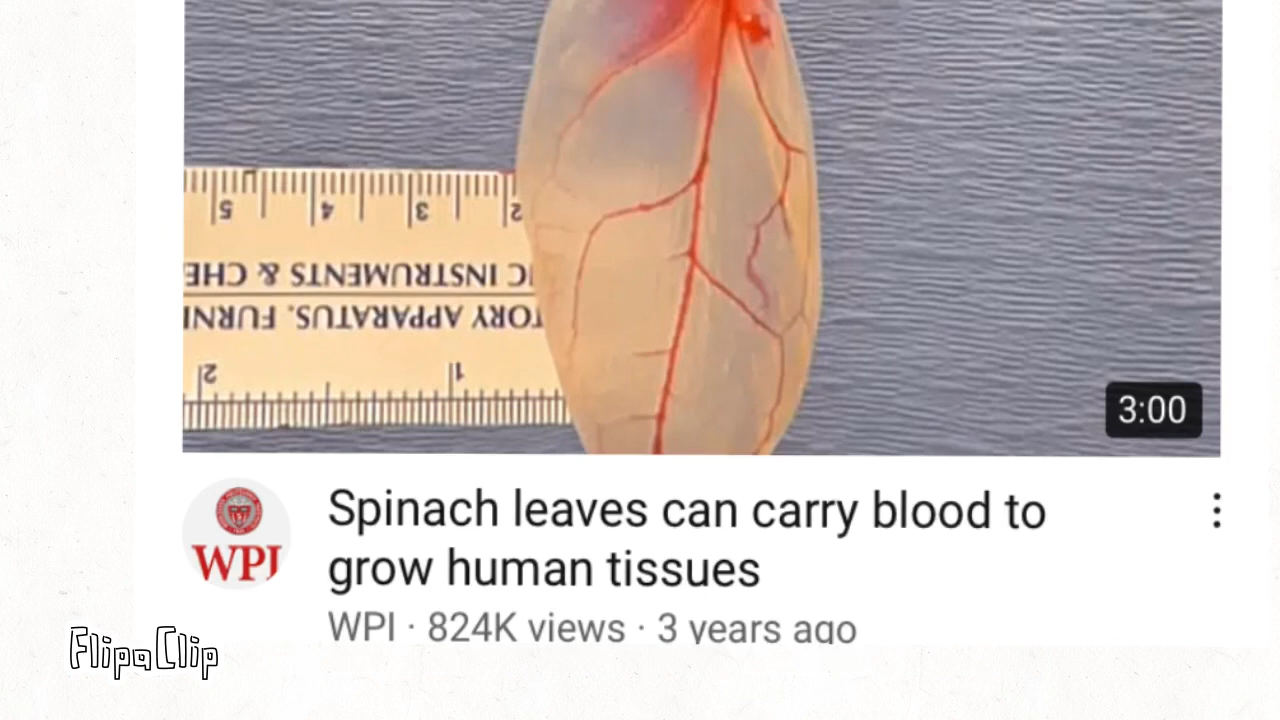 5 4 3 2
IC INSTRUMENTS & CHE
TORY APPARATUS. FURNI
2 1
3:00
Spinach leaves can carry blood to
grow human tissues
WPI
WPI · 824K views · 3 years ago
FlipaClip